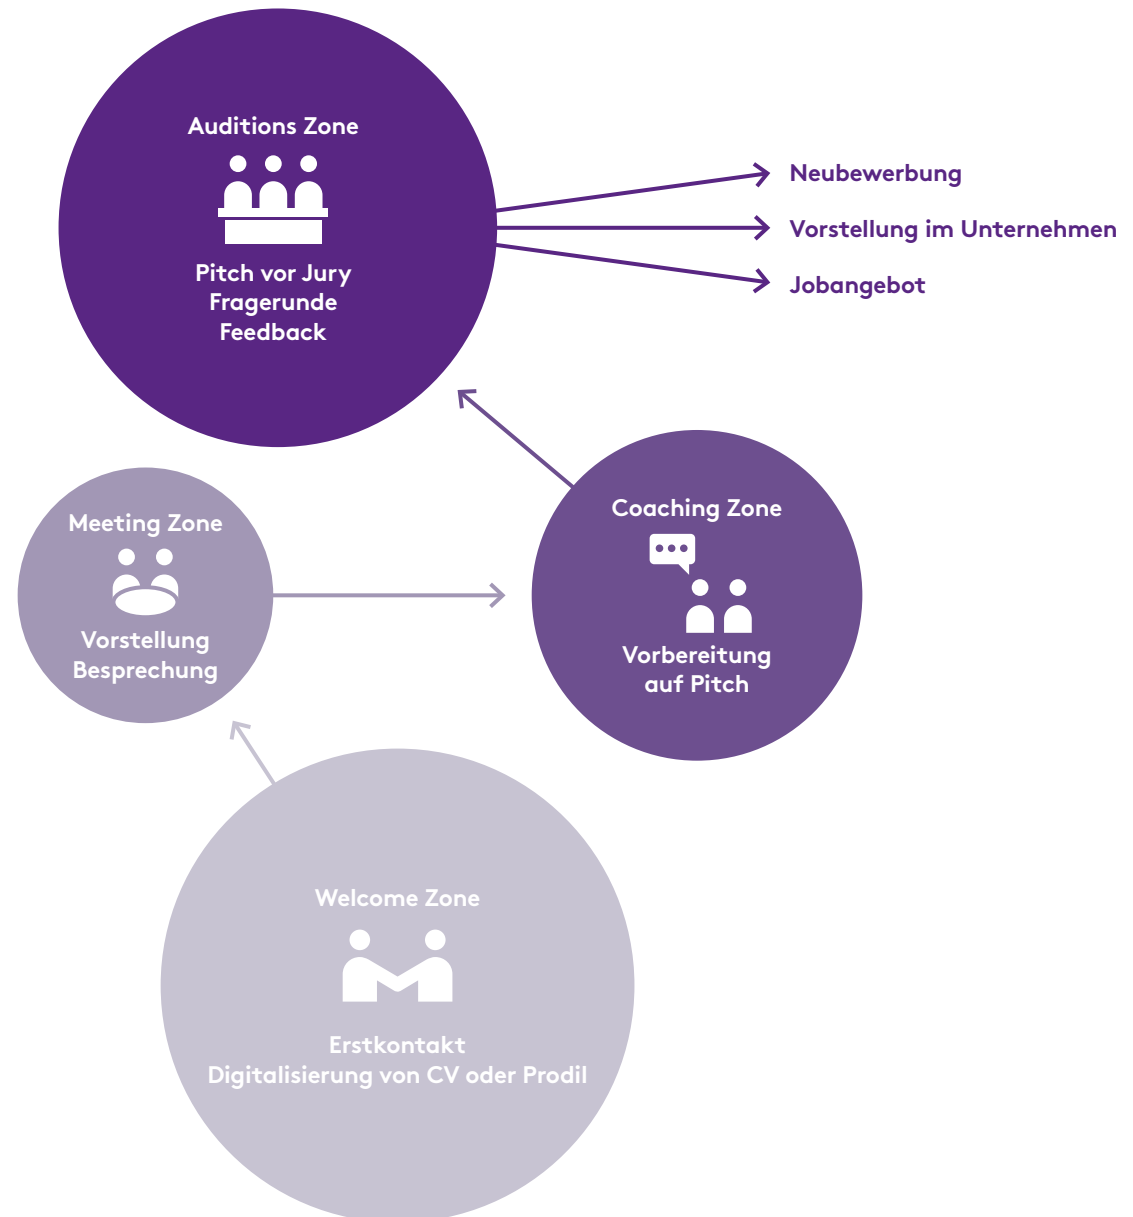 Auditions Zone
Pitch vor Jury
Fragerunde
Feedback
Neubewerbung
Vorstellung im Unternehmen
Jobangebot
Meeting Zone
Vorstellung
Besprechung
Coaching Zone
Vorbereitung
auf Pitch
Welcome Zone
Erstkontakt
Digitalisierung von CV oder Prodil